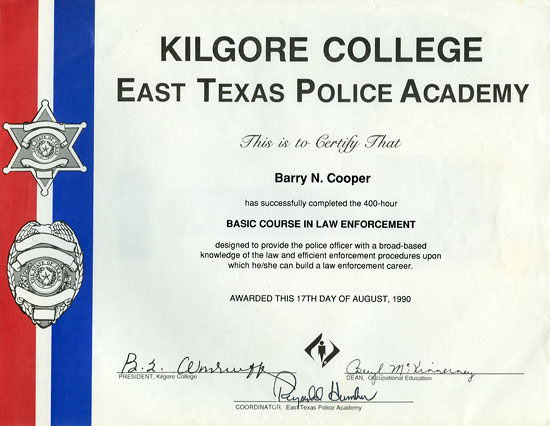 KILGORE COLLEGE
EAST TEXAS POLICE ACADEMY
This is to Certify That
Barry N. Cooper
has successfully completed the 400-hour
BASIC COURSE IN LAW ENFORCEMENT
designed to provide the police officer with a broad-based
knowledge of the law and efficient enforcement procedures upon
which he/she can build a law enforcement career.
AWARDED THIS 17TH DAY OF AUGUST, 1990
PRESIDENT, Kilgore College
DEAN, Occupational Education
COORDINATOR, East Texas Police Academy